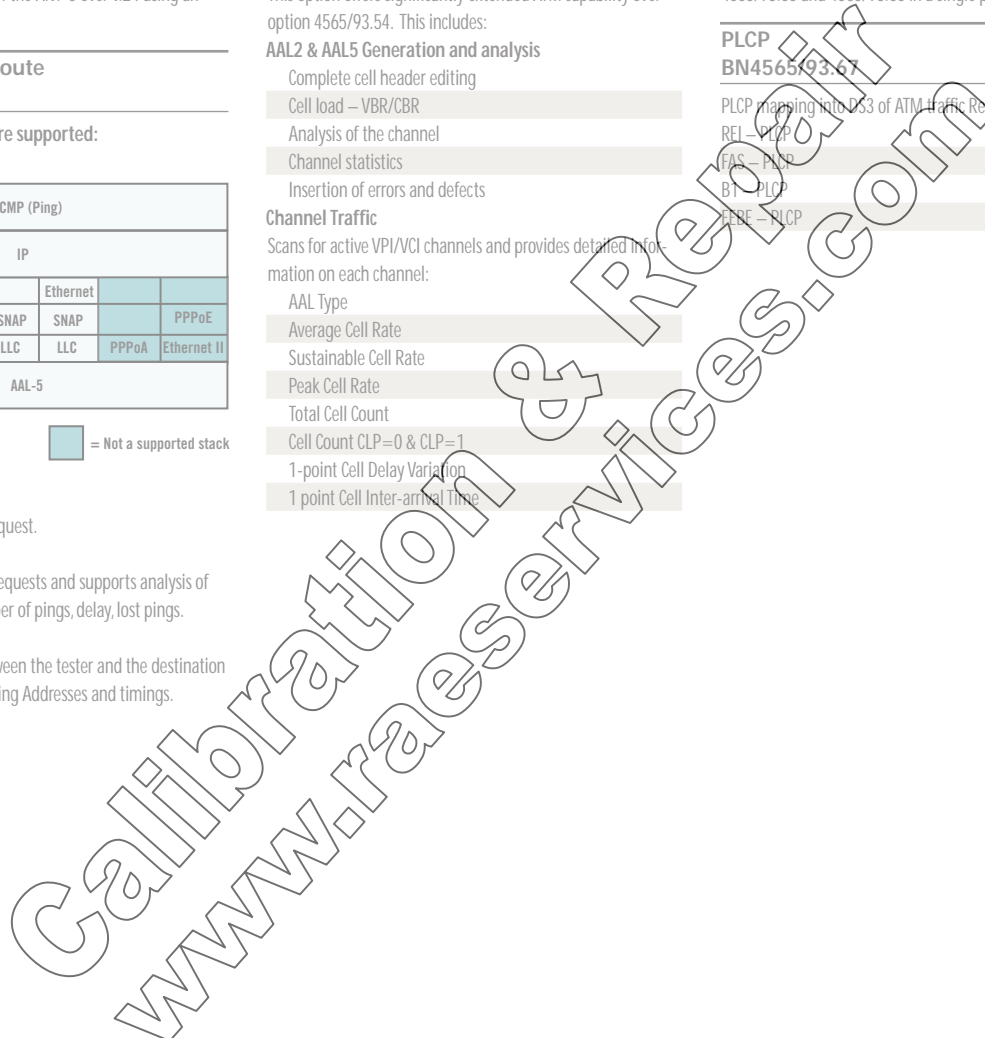 oute
re supported:
CMP (Ping)
IP
Ethernet
SNAP SNAP PPPoE
LLC LLC PPPoA Ethernet II
AAL-5
= Not a supported stack
quest.
equests and supports analysis of
er of pings, delay, lost pings.
ween the tester and the destination
ing Addresses and timings.
option 4565/93.54. This includes:
AAL2 & AAL5 Generation and analysis
Complete cell header editing
Cell load – VBR/CBR
Analysis of the channel
Channel statistics
Insertion of errors and defects
Channel Traffic
Scans for active VPI/VCI channels and provides detailed infor-
mation on each channel:
AAL Type
Average Cell Rate
Sustainable Cell Rate
Peak Cell Rate
Total Cell Count
Cell Count CLP=0 & CLP=1
1-point Cell Delay Variation
1 point Cell Inter-arrival Time
PLCP
BN4565/93.67
PLCP mapping into DS3 of ATM traffic Re
REI – PLCP
FAS – PLCP
B1 – PLCP
FEBE – PLCP
Calibration & Repair
www.raeservices.com